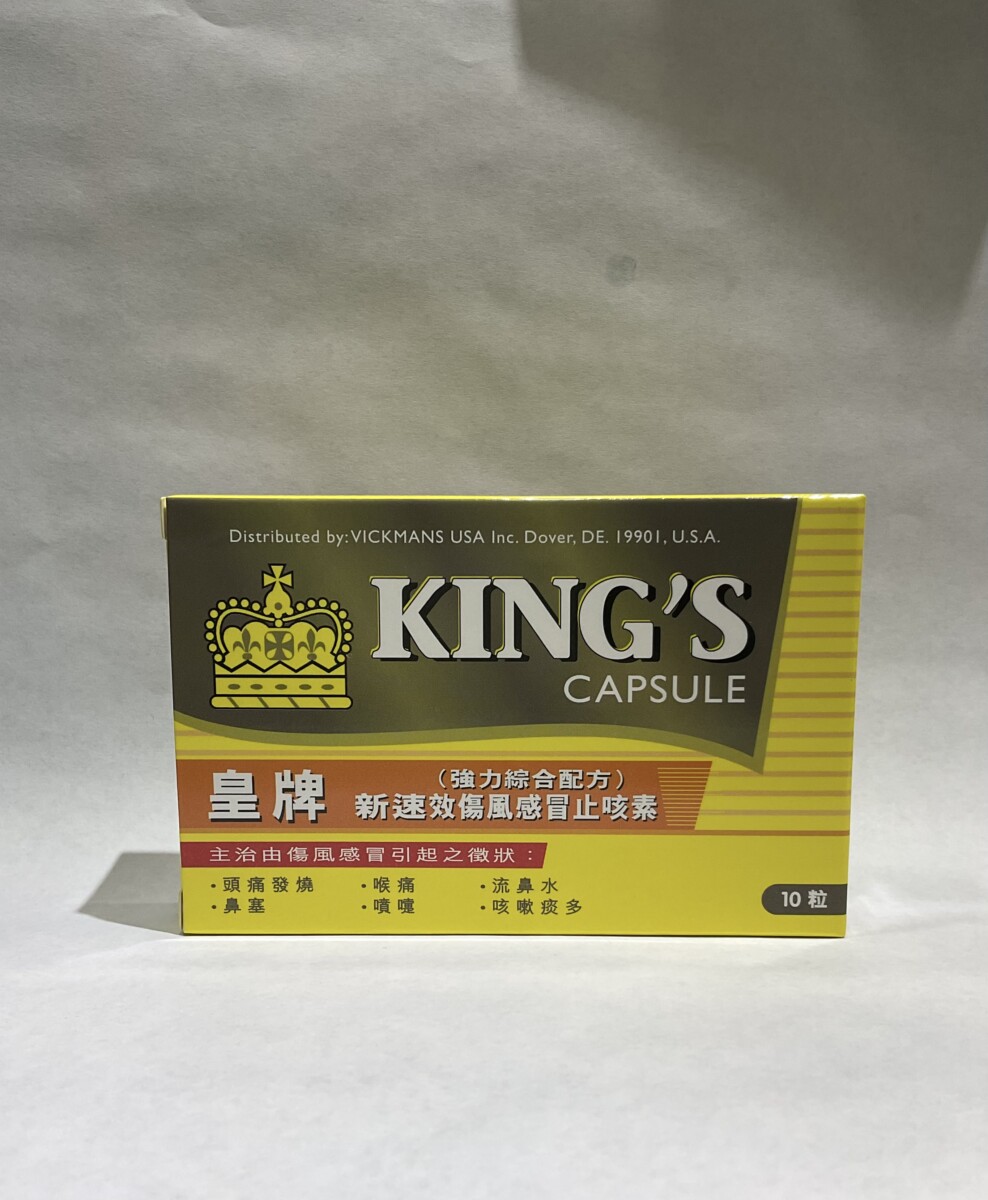 Distributed by: VICKMANS USA Inc. Dover, DE. 19901, U.S.A.
KING'S
CAPSULE
皇牌
（強力綜合配方）
新速效傷風感冒止咳素
主治由傷風感冒引起之徵狀：
·頭痛發燒 ·喉痛 ·流鼻水
·鼻塞 ·噴嚏 ·咳嗽痰多
10粒